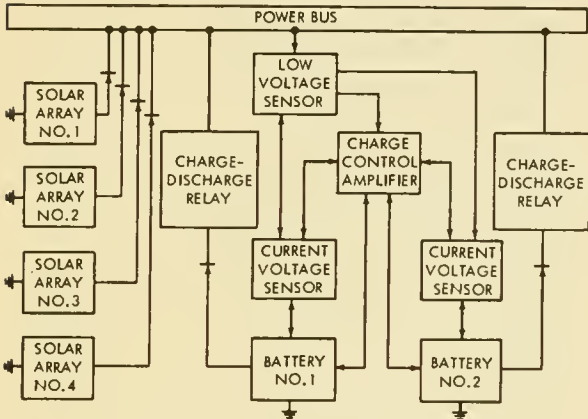 POWER BUS
SOLAR
ARRAY
NO.1
SOLAR
ARRAY
NO.2
SOLAR
ARRAY
NO.3
SOLAR
ARRAY
NO.4
CHARGE-
DISCHARGE
RELAY
LOW
VOLTAGE
SENSOR
CHARGE
CONTROL
AMPLIFIER
CHARGE-
DISCHARGE
RELAY
CURRENT
VOLTAGE
SENSOR
CURRENT
VOLTAGE
SENSOR
BATTERY
NO.1
BATTERY
NO.2